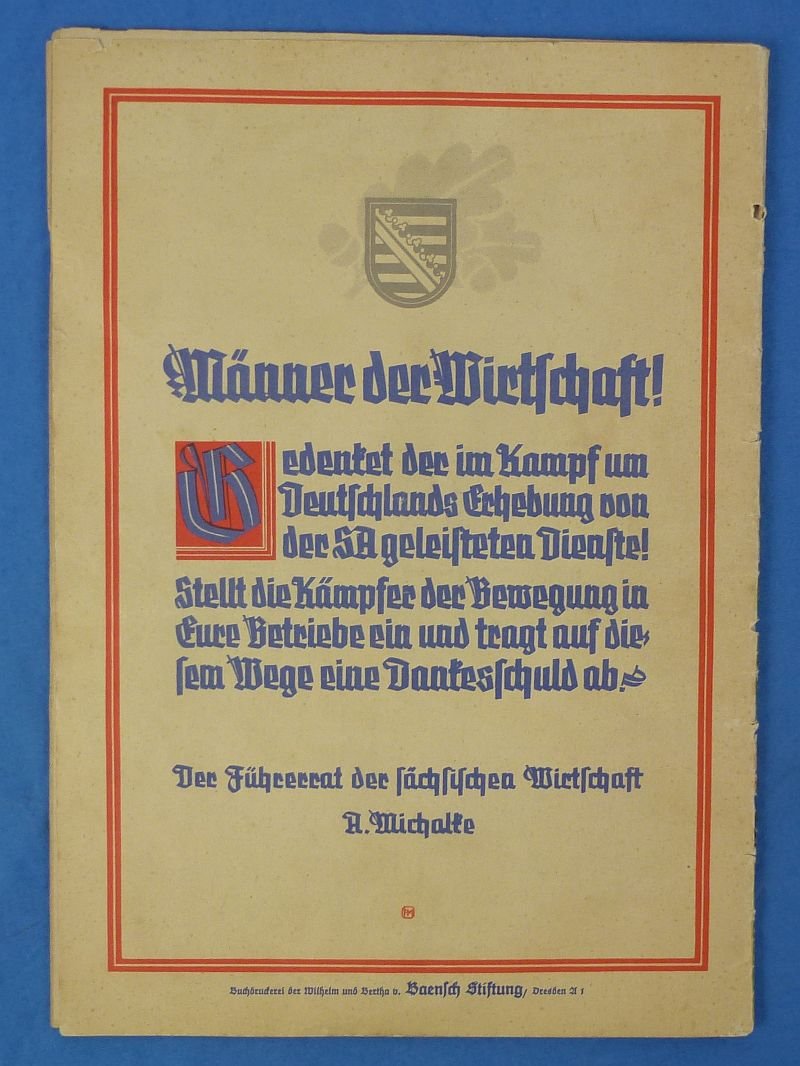 Männer der Wirtschaft!
Gedenket der im Kampf um
Deutschlands Erhebung von
der SA geleisteten Dienste!
Stellt die Kämpfer der Bewegung in
Eure Betriebe ein und tragt auf die-
sem Wege eine Dankesschuld ab.
Der Führerrat der sächsischen Wirtschaft
A. Michalke
Buchdruckerei der Wilhelm und Bertha v. Baensch Stiftung, Dresden A 1